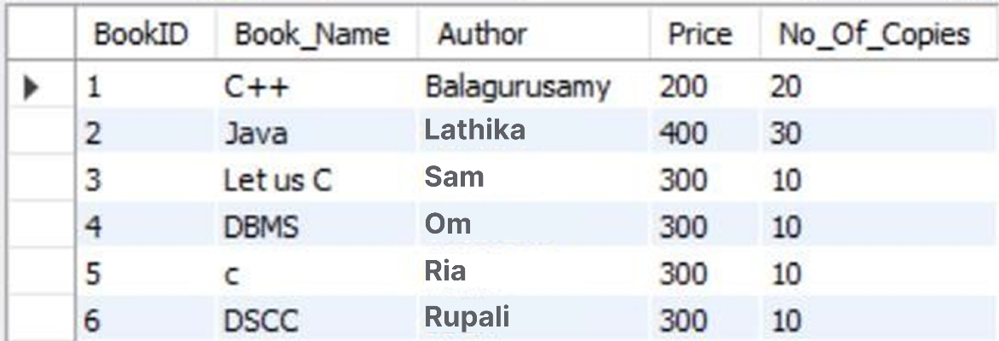 BookID Book_Name Author Price No_Of_Copies
1 C++ Balagurusamy 200 20
2 Java Lathika 400 30
3 Let us C Sam 300 10
4 DBMS Om 300 10
5 c Ria 300 10
6 DSCC Rupali 300 10